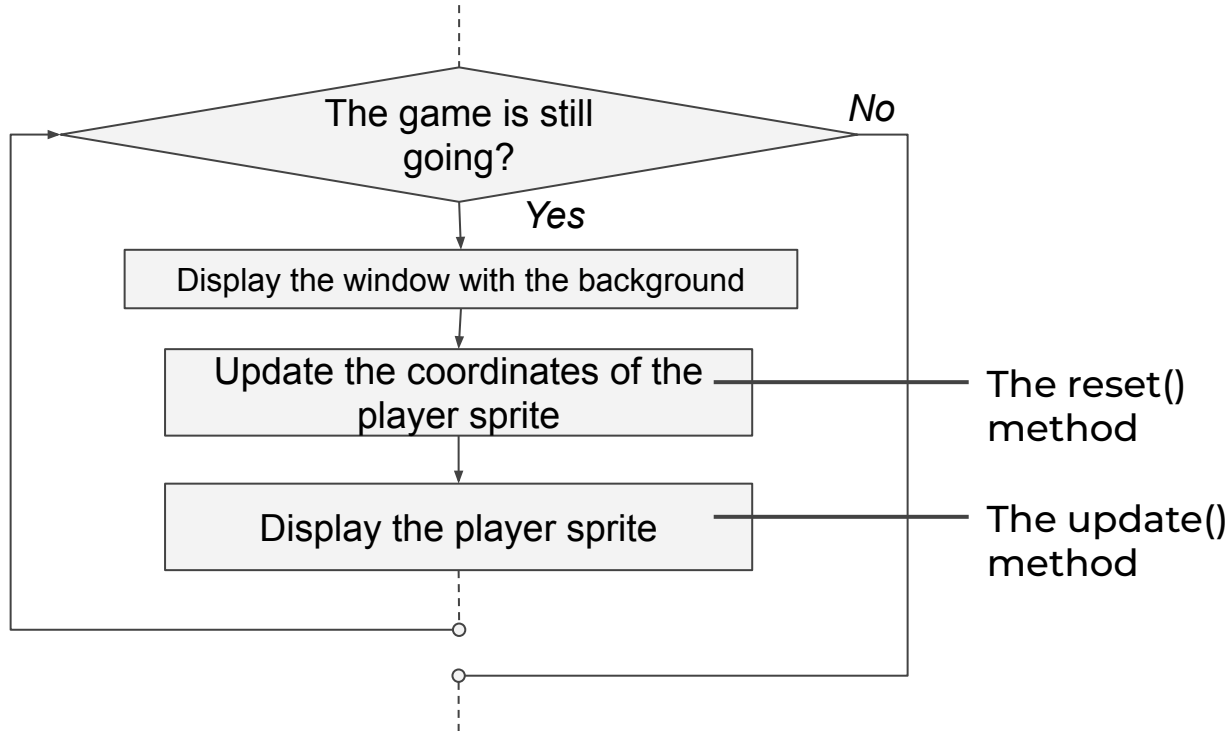 The game is still
going?
No
Yes
Display the window with the background
Update the coordinates of the
player sprite
The reset()
method
Display the player sprite
The update()
method